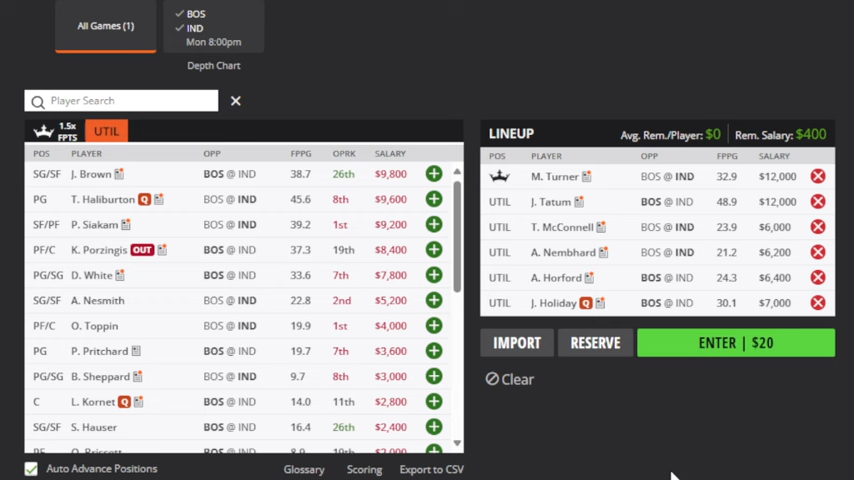 All Games (1)
BOS
IND
Mon 8:00pm
Depth Chart
Player Search
1.5x
FPTS
UTIL
POS PLAYER OPP FPPG OPRK SALARY
SG/SF J. Brown BOS @ IND 38.7 26th $9,800
PG T. Haliburton Q BOS @ IND 45.6 8th $9,600
SF/PF P. Siakam BOS @ IND 39.2 1st $9,200
PF/C K. Porzingis OUT BOS @ IND 37.3 19th $8,400
PG/SG D. White BOS @ IND 33.6 7th $7,800
SG/SF A. Nesmith BOS @ IND 22.8 2nd $5,200
PF/C O. Toppin BOS @ IND 19.9 1st $4,000
PG P. Pritchard BOS @ IND 19.7 7th $3,600
PG/SG B. Sheppard BOS @ IND 9.7 8th $3,000
C L. Kornet Q BOS @ IND 14.0 11th $2,800
SG/SF S. Hauser BOS @ IND 16.4 26th $2,400
PF O. Brissett BOS @ IND 8.9 19th $2,000
Auto Advance Positions Glossary Scoring Export to CSV
LINEUP Avg. Rem./Player: $0 Rem. Salary: $400
POS PLAYER OPP FPPG SALARY
M. Turner BOS @ IND 32.9 $12,000
UTIL J. Tatum BOS @ IND 48.9 $12,000
UTIL T. McConnell BOS @ IND 23.9 $6,000
UTIL A. Nembhard BOS @ IND 21.2 $6,200
UTIL A. Horford BOS @ IND 24.3 $6,400
UTIL J. Holiday Q BOS @ IND 30.1 $7,000
IMPORT RESERVE ENTER | $20
Clear